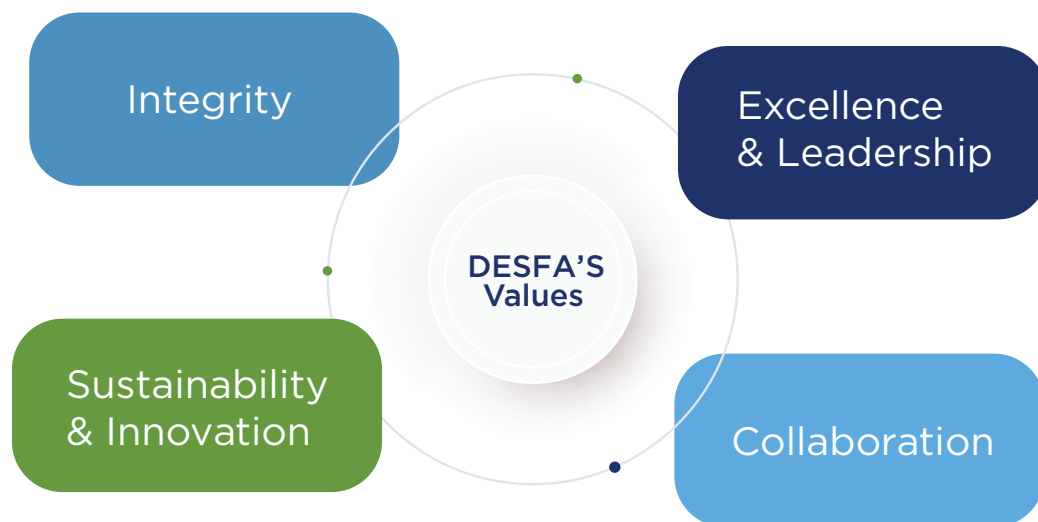 Integrity
Excellence
& Leadership
DESFA'S
Values
Sustainability
& Innovation
Collaboration